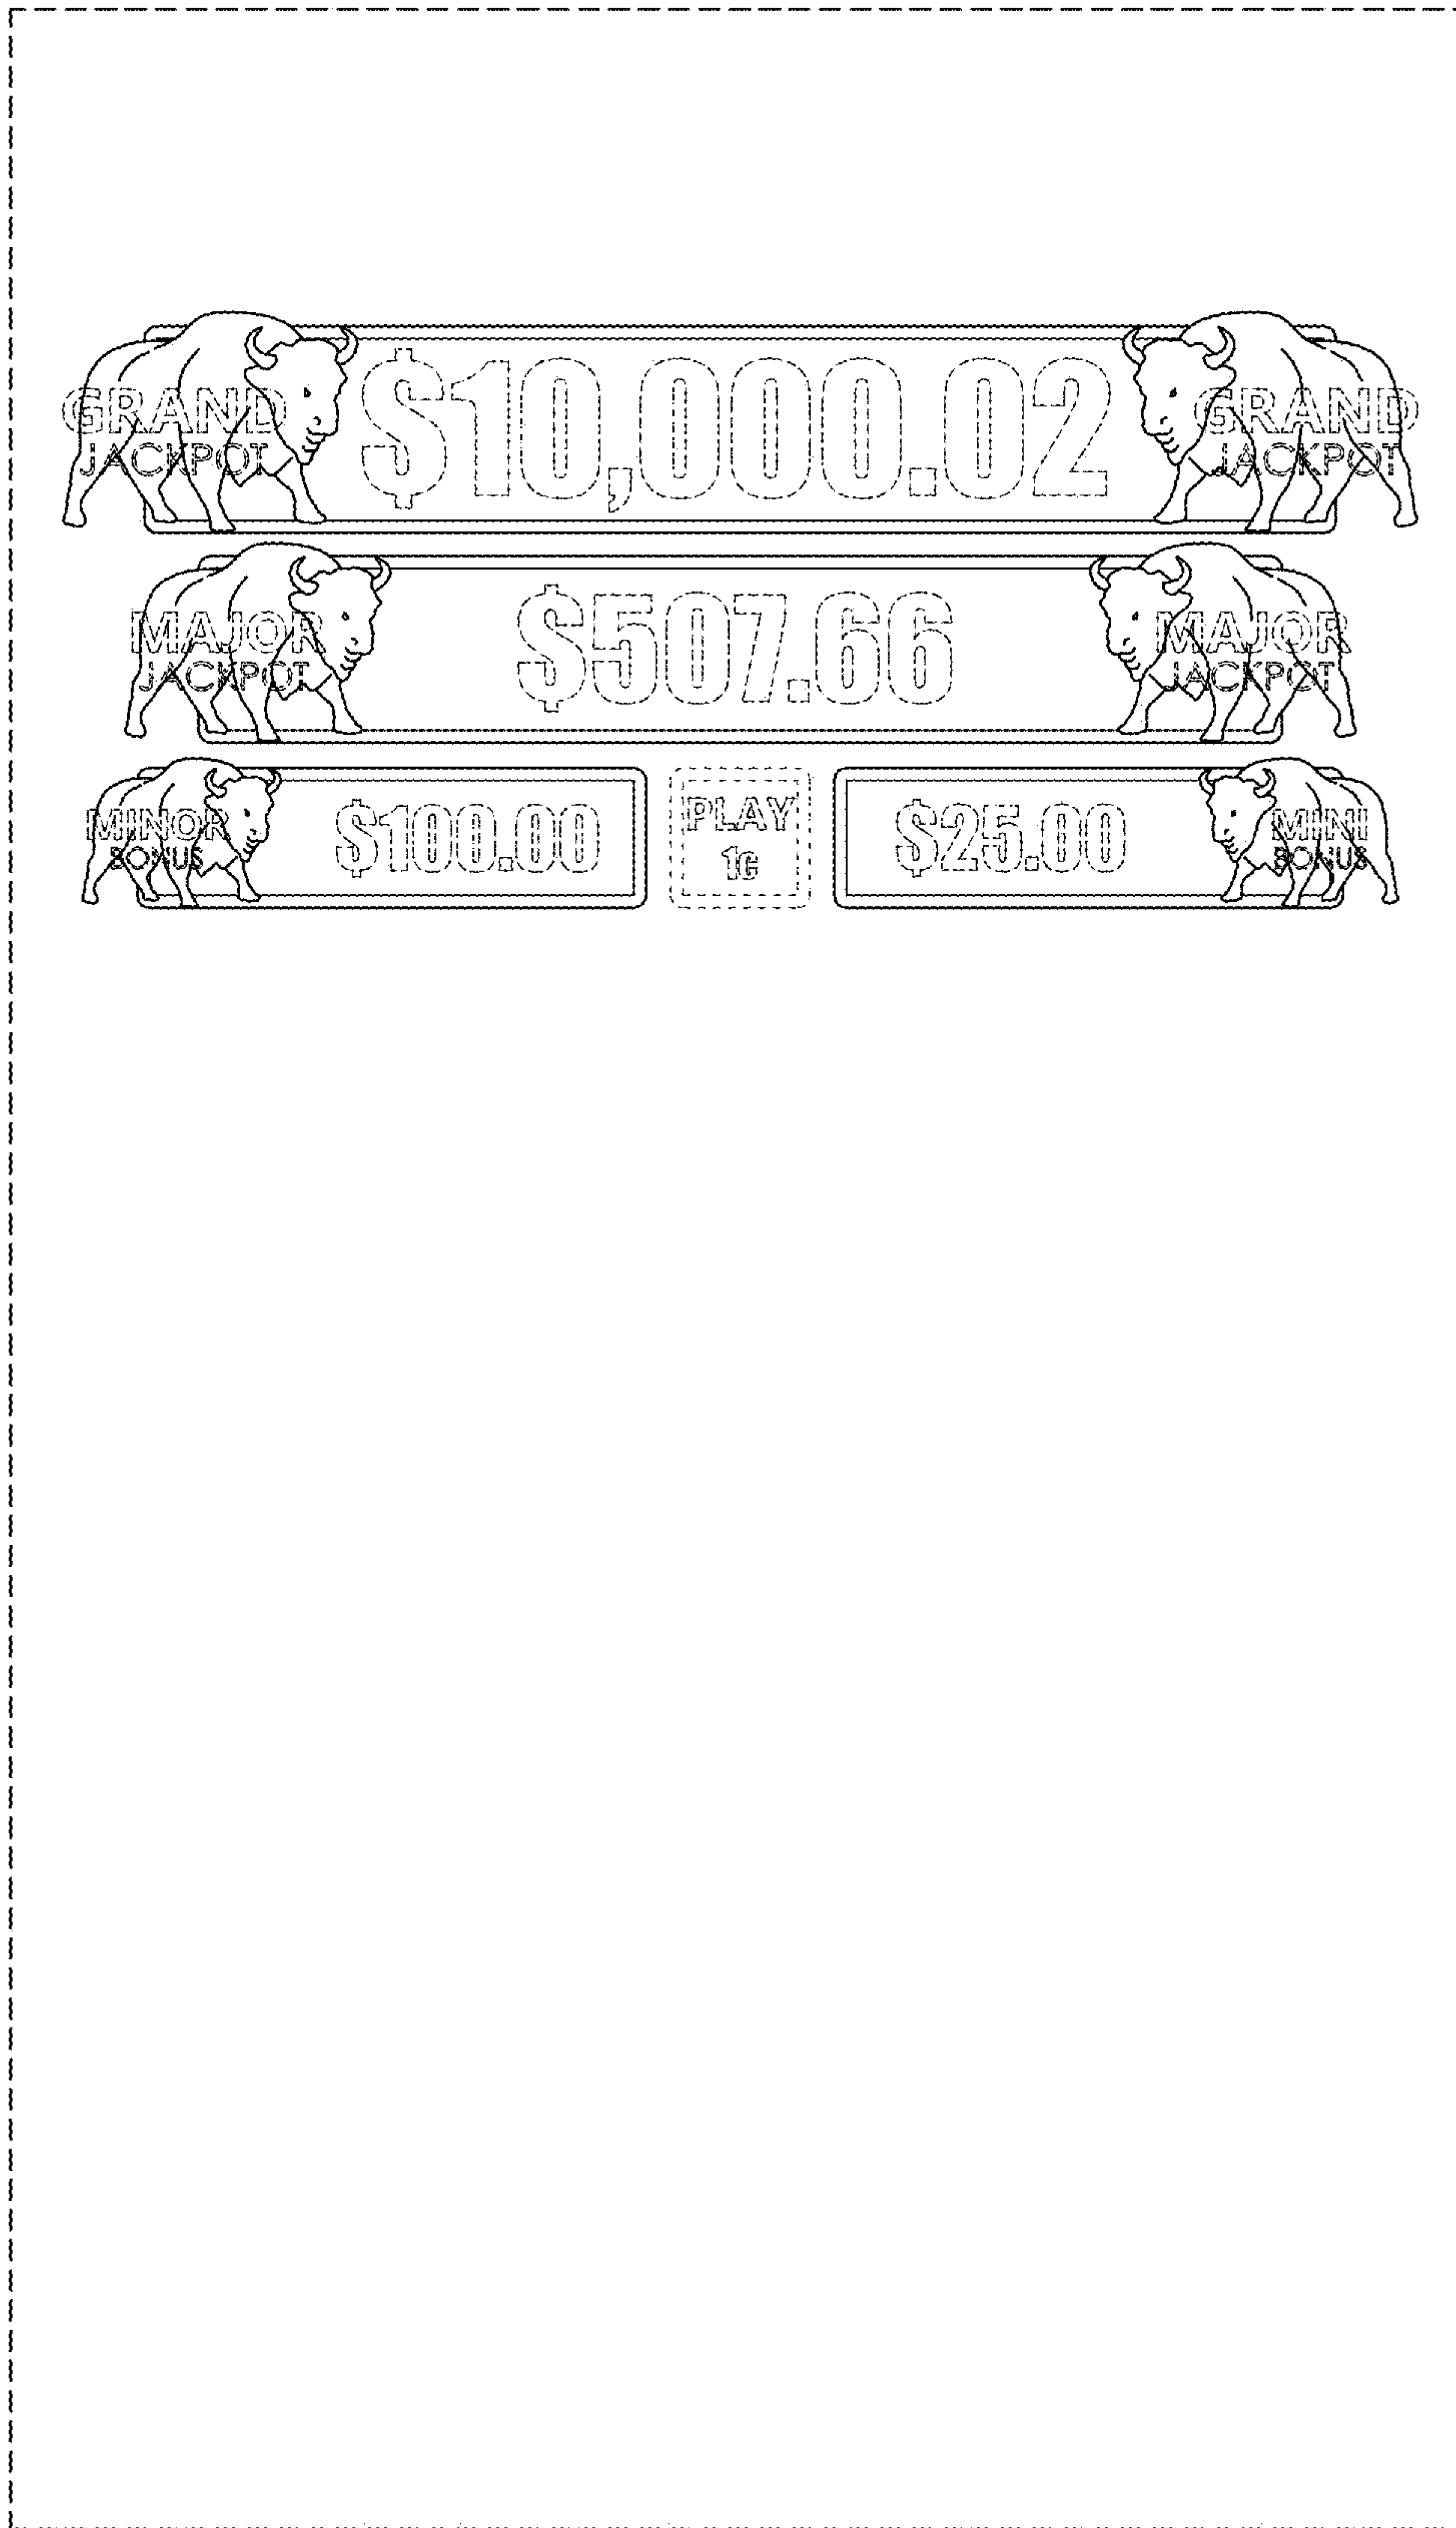 GRAND $10,000.02 GRAND
JACKPOT JACKPOT
MAJOR $507.66 MAJOR
JACKPOT JACKPOT
MINOR $100.00 PLAY $25.00 MINI
BONUS 1c BONUS